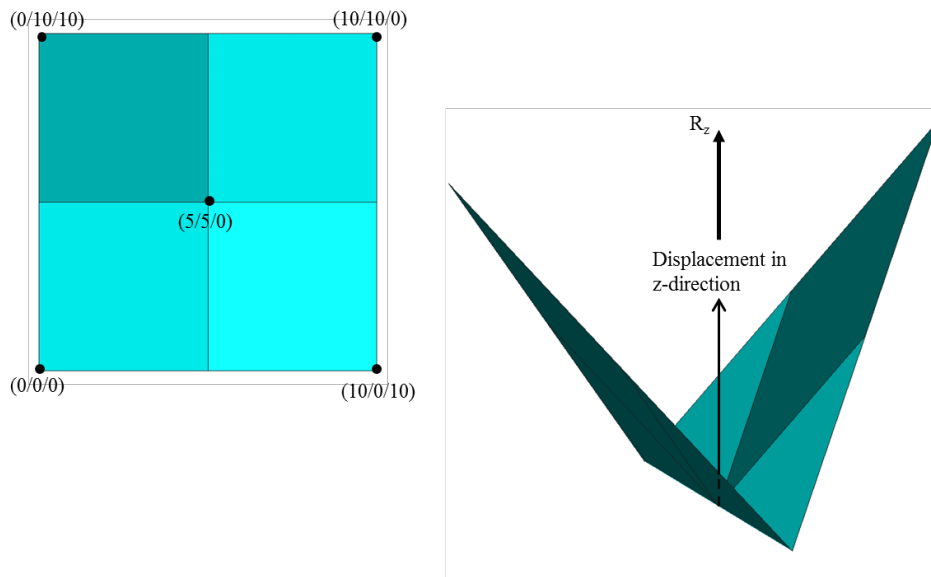 (0/10/10)
(10/10/0)
(5/5/0)
(0/0/0)
(10/0/10)
R_z
Displacement in
z-direction